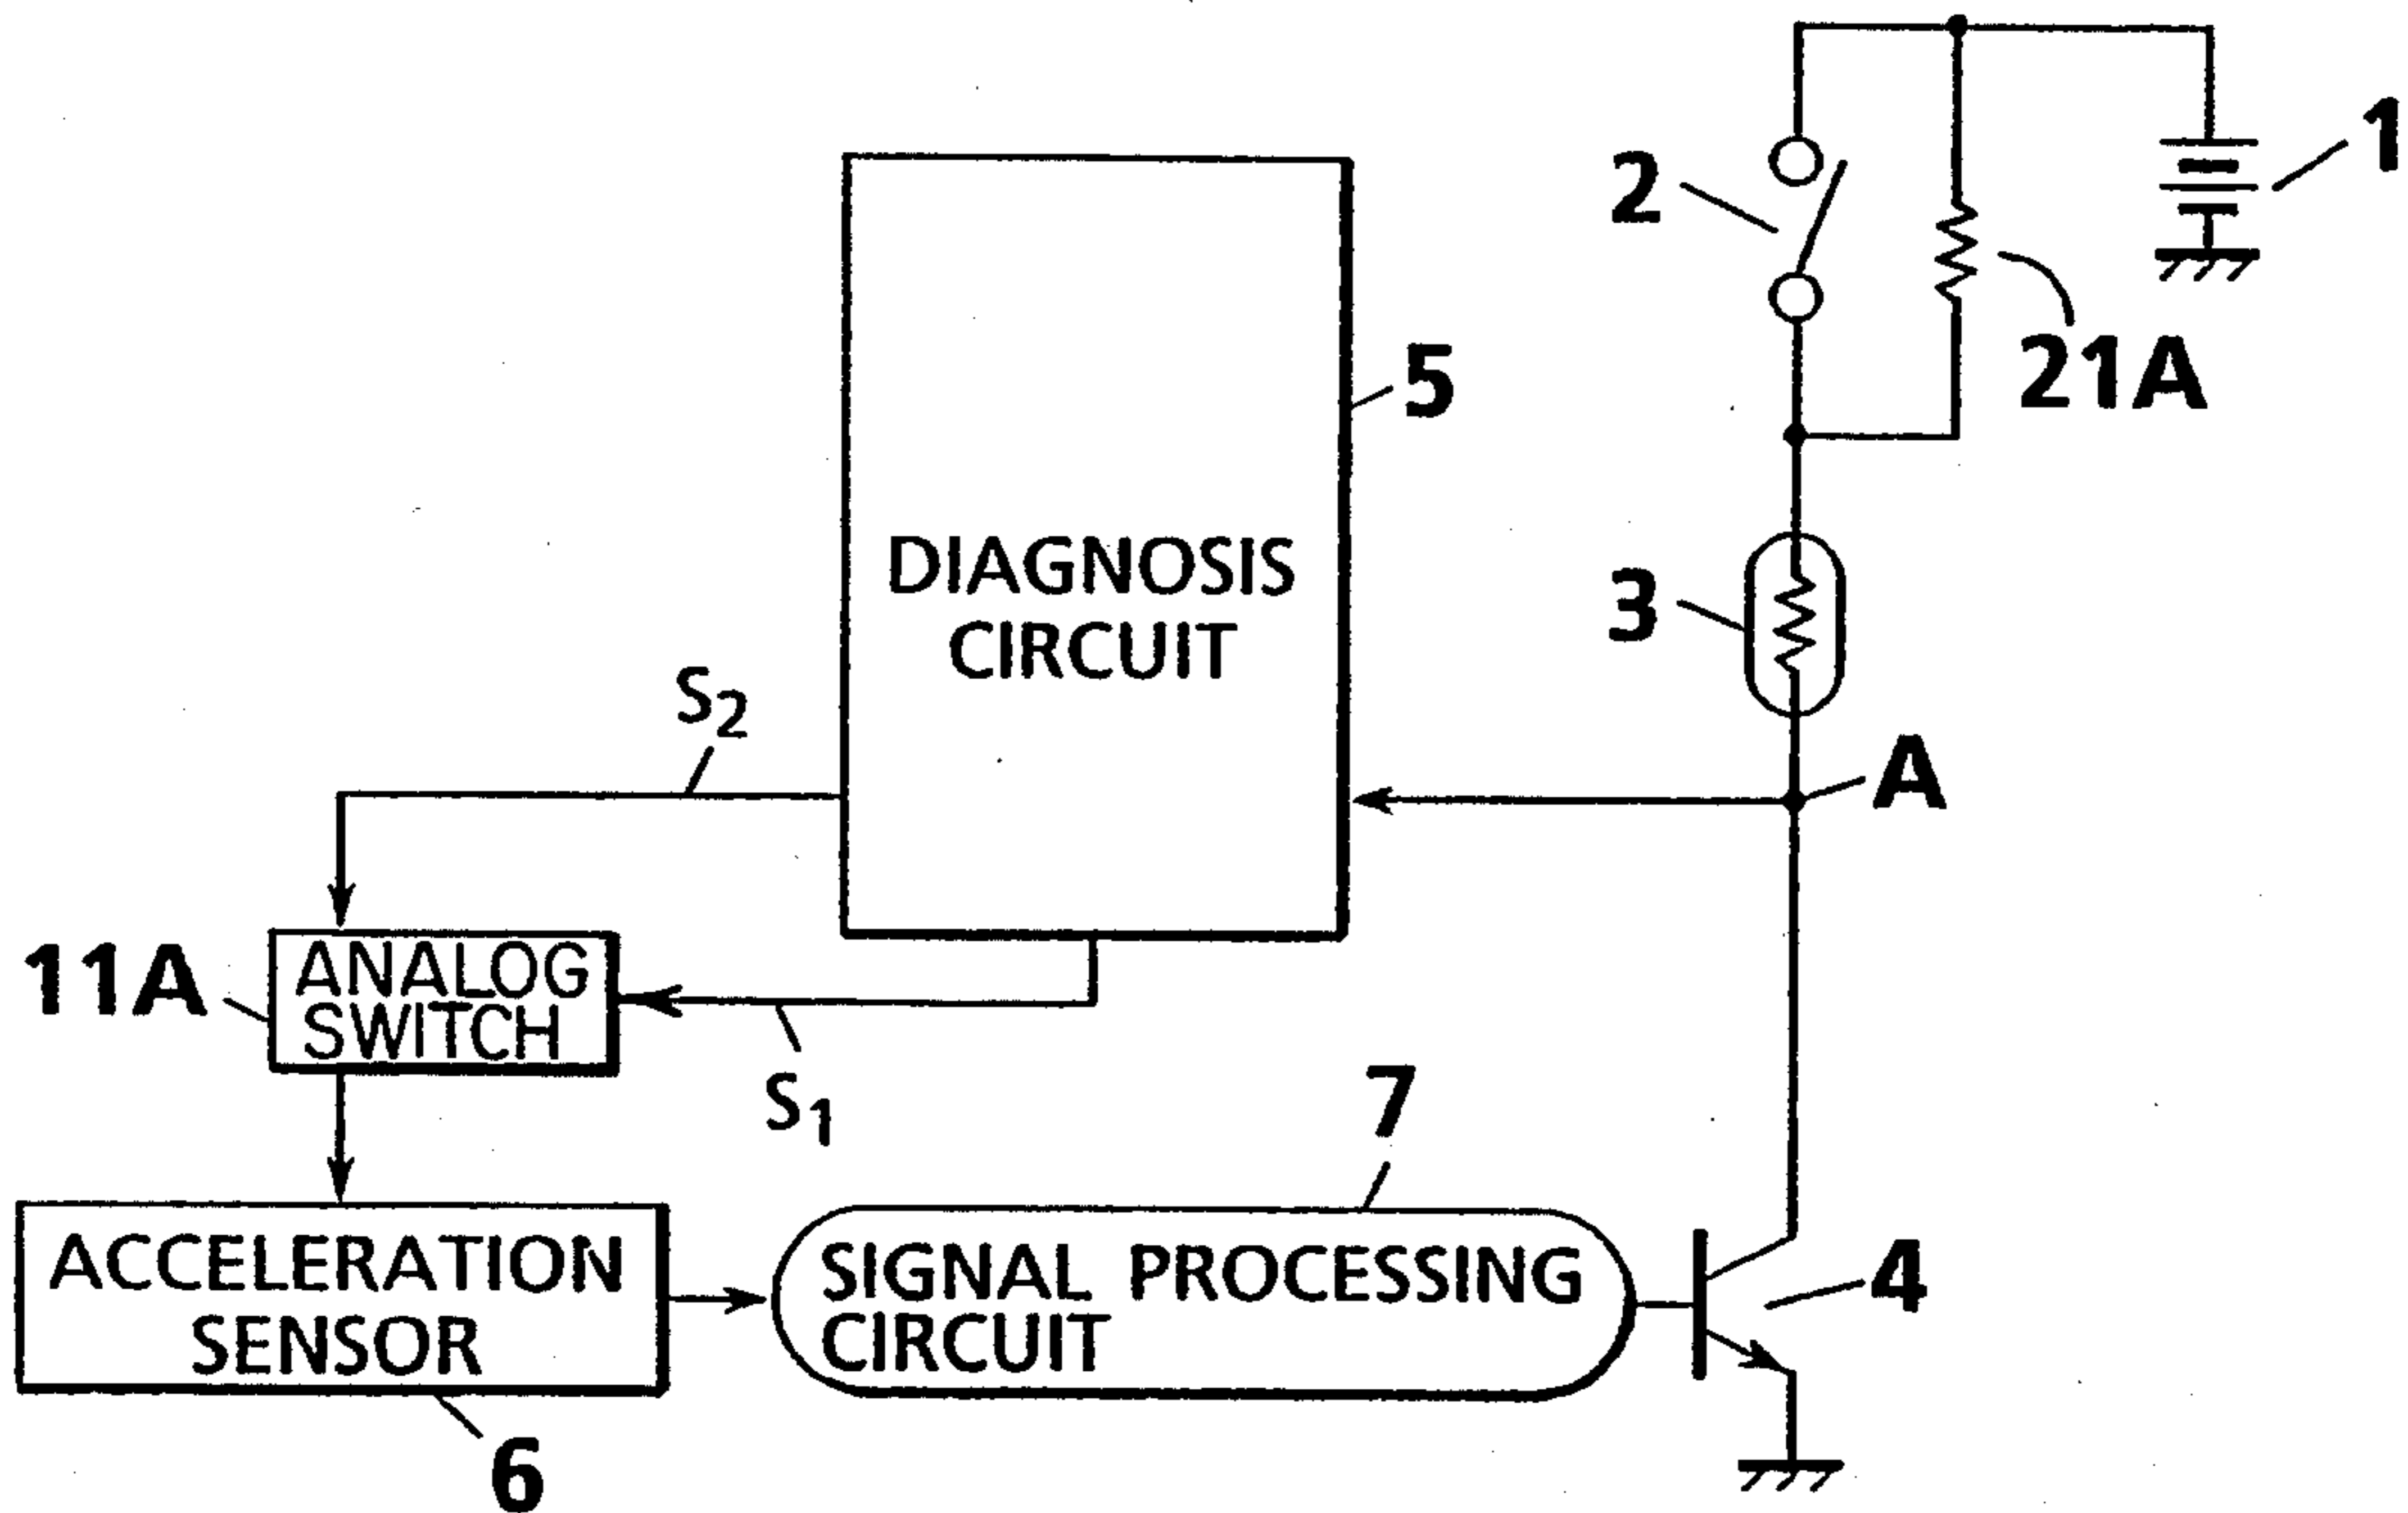 1
2
21A
5
DIAGNOSIS
CIRCUIT
3
S2
A
11A
ANALOG
SWITCH
S1
7
ACCELERATION
SENSOR
SIGNAL PROCESSING
CIRCUIT
4
6